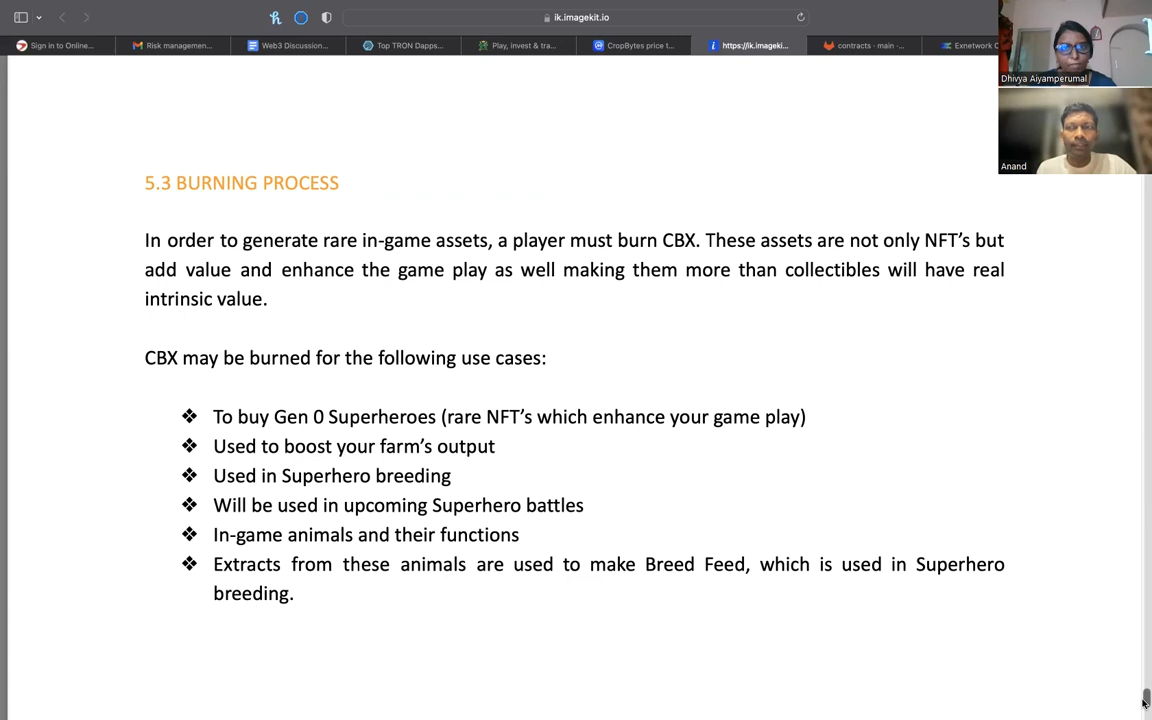 ik.imagekit.io
Sign in to Online...
Risk managemen...
Web3 Discussion...
Top TRON Dapps...
Play, invest & tra...
CropBytes price t...
https://ik.imageki...
contracts · main ·...
Exnetwork C
Dhivya Aiyamperumal
Anand
5.3 BURNING PROCESS
In order to generate rare in-game assets, a player must burn CBX. These assets are not only NFT's but
add value and enhance the game play as well making them more than collectibles will have real
intrinsic value.
CBX may be burned for the following use cases:
❖ To buy Gen 0 Superheroes (rare NFT's which enhance your game play)
❖ Used to boost your farm's output
❖ Used in Superhero breeding
❖ Will be used in upcoming Superhero battles
❖ In-game animals and their functions
❖ Extracts from these animals are used to make Breed Feed, which is used in Superhero
breeding.